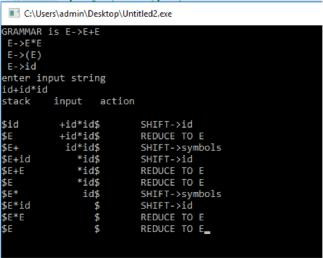 C:\Users\admin\Desktop\Untitled2.exe
GRAMMAR is E->E+E
E->E*E
E->(E)
E->id
enter input string
id+id*id
stack input action
$id +id*id$ SHIFT->id
$E +id*id$ REDUCE TO E
$E+ id*id$ SHIFT->symbols
$E+id *id$ SHIFT->id
$E+E *id$ REDUCE TO E
$E *id$ REDUCE TO E
$E* id$ SHIFT->symbols
$E*id $ SHIFT->id
$E*E $ REDUCE TO E
$E $ REDUCE TO E_